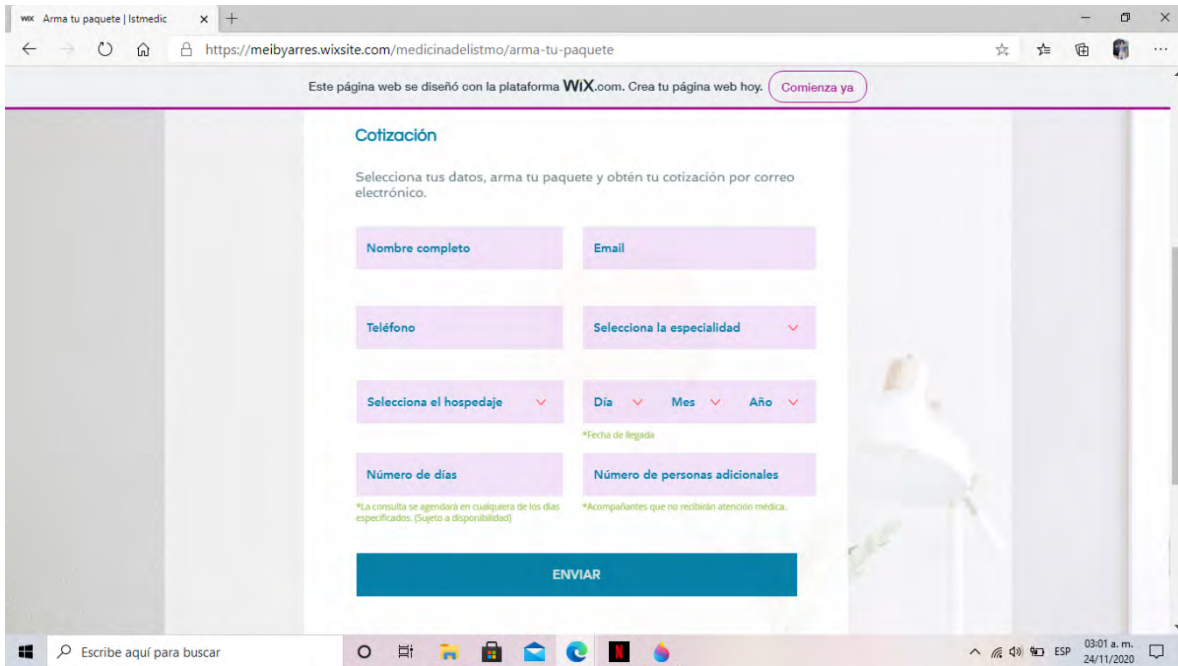 WiX Arma tu paquete | Istmedic
https://meibyarres.wixsite.com/medicinadelistmo/arma-tu-paquete
Este página web se diseñó con la plataforma WiX.com. Crea tu página web hoy. Comienza ya
Cotización
Selecciona tus datos, arma tu paquete y obtén tu cotización por correo
electrónico.
Nombre completo Email
Teléfono Selecciona la especialidad
Selecciona el hospedaje Día Mes Año
*Fecha de llegada
Número de días Número de personas adicionales
*La consulta se agendará en cualquiera de los días *Acompañantes que no recibirán atención médica.
especificados. (Sujeto a disponibilidad)
ENVIAR
Escribe aquí para buscar N ESP 03:01 a. m.
24/11/2020